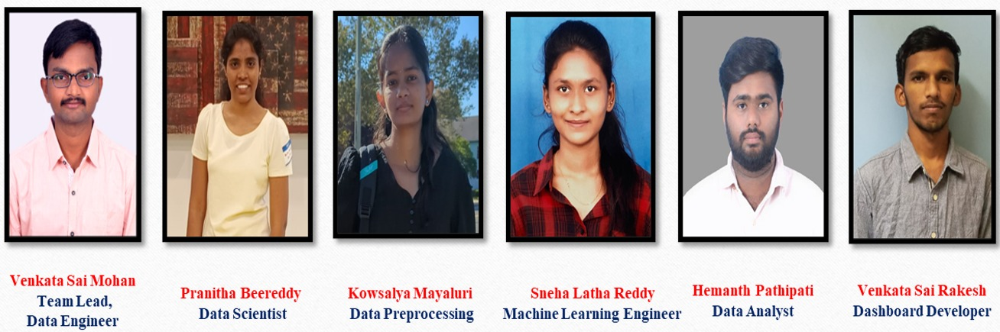 Venkata Sai Mohan
Team Lead,
Data Engineer
Pranitha Beereddy
Data Scientist
Kowsalya Mayaluri
Data Preprocessing
Sneha Latha Reddy
Machine Learning Engineer
Hemanth Pathipati
Data Analyst
Venkata Sai Rakesh
Dashboard Developer